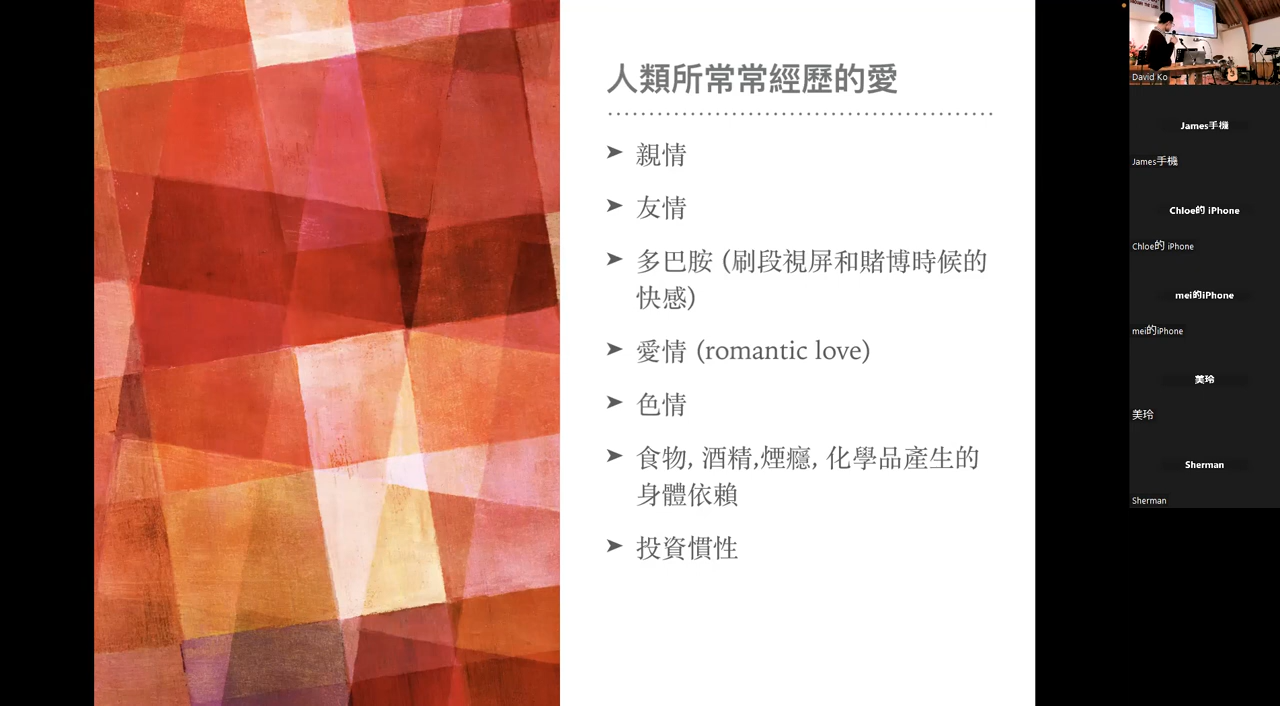 人類所常常經歷的愛
➤ 親情
➤ 友情
➤ 多巴胺 (刷段視屏和賭博時候的
快感)
➤ 愛情 (romantic love)
➤ 色情
➤ 食物, 酒精,煙癮, 化學品產生的
身體依賴
➤ 投資慣性
David Ko
James手機
James手機
Chloe的 iPhone
Chloe的 iPhone
mei的iPhone
mei的iPhone
美玲
美玲
Sherman
Sherman